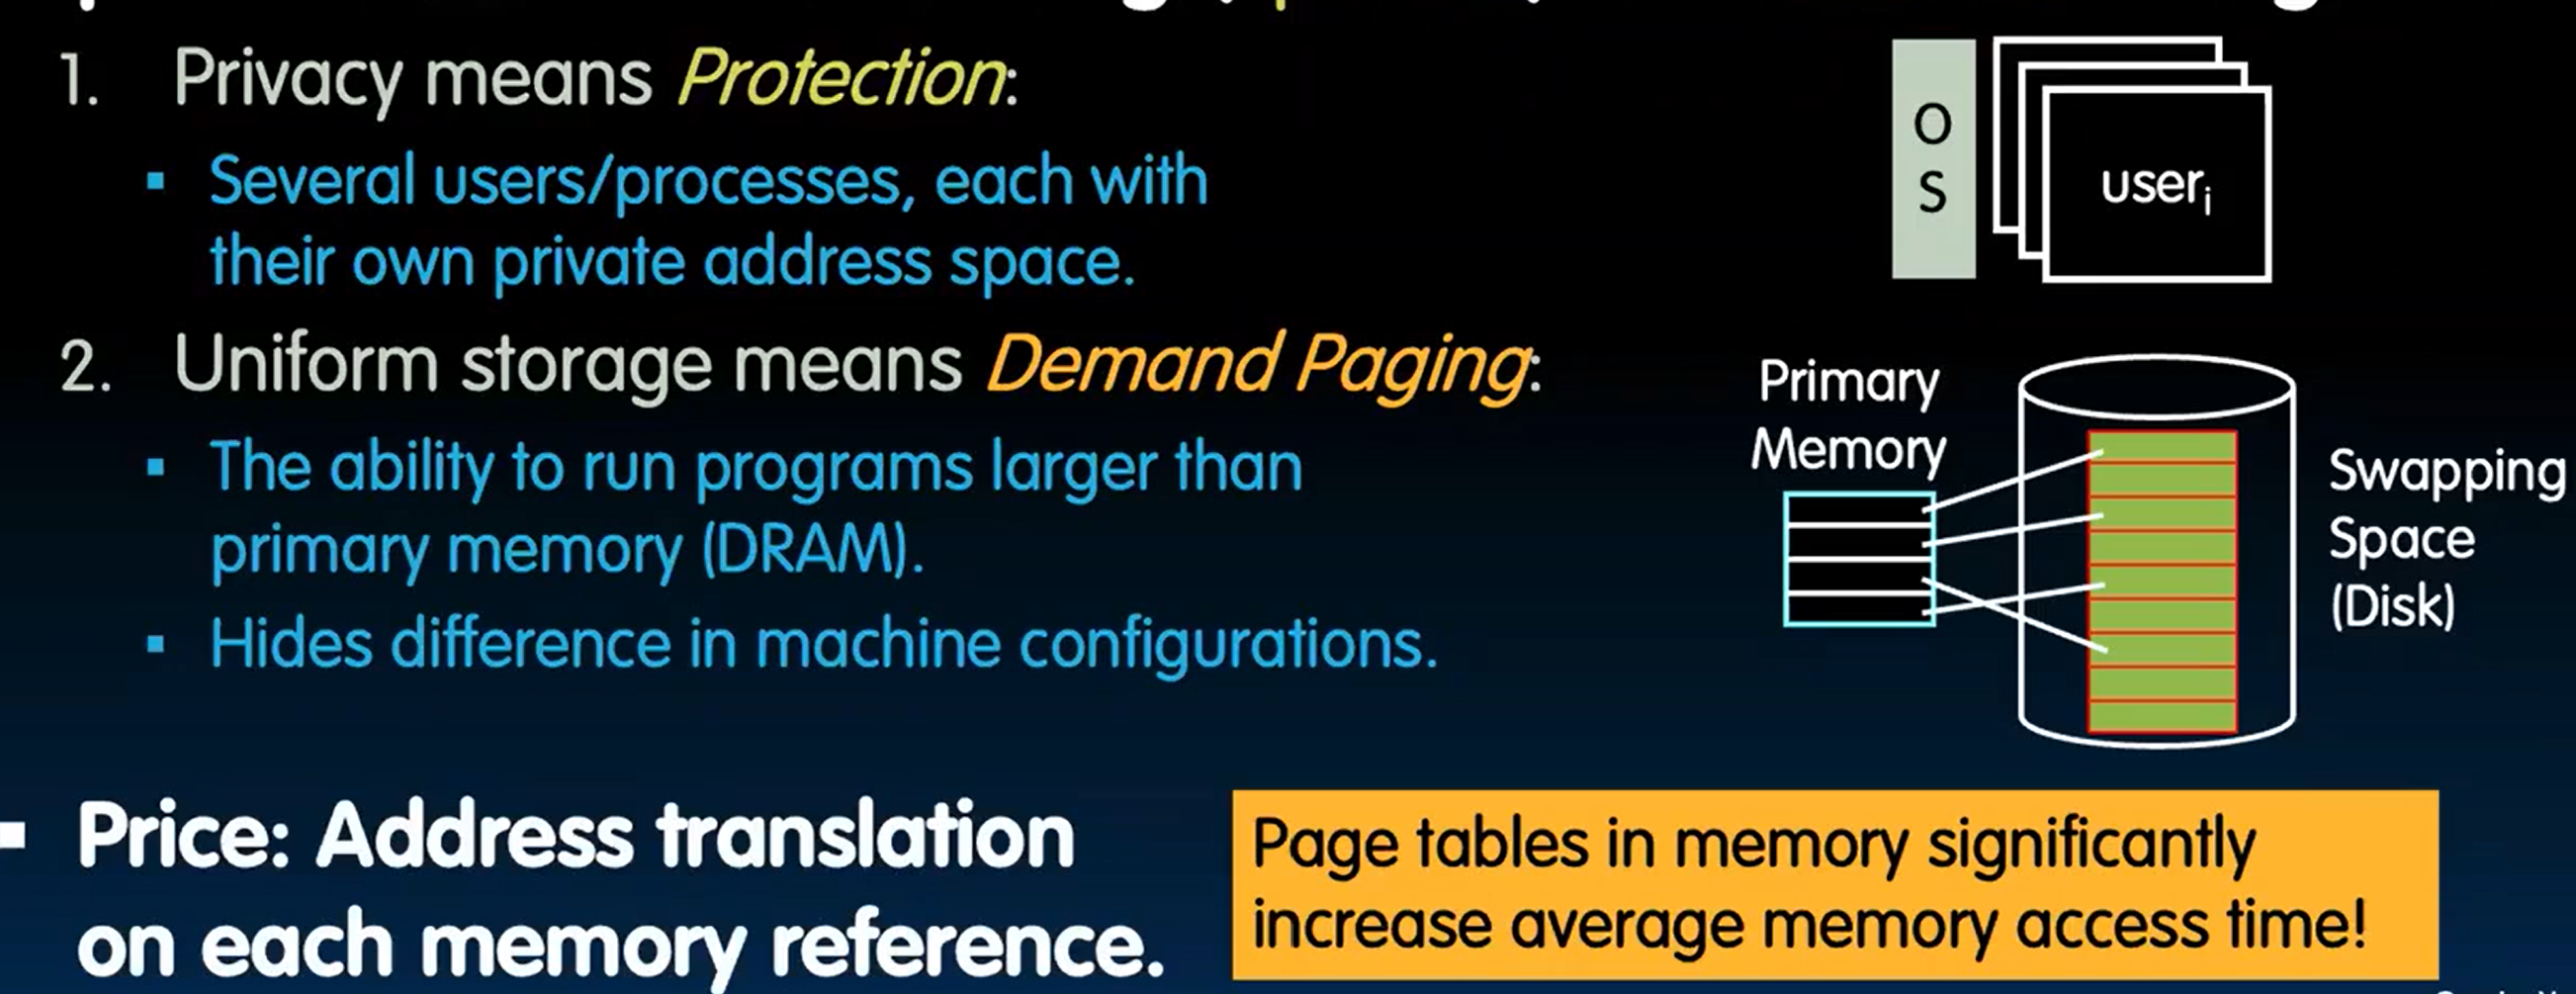 1. Privacy means Protection:
▪ Several users/processes, each with
their own private address space.
2. Uniform storage means Demand Paging:
▪ The ability to run programs larger than
primary memory (DRAM).
▪ Hides difference in machine configurations.
▪ Price: Address translation
on each memory reference.
O
S
userᵢ
Primary
Memory
Swapping
Space
(Disk)
Page tables in memory significantly
increase average memory access time!